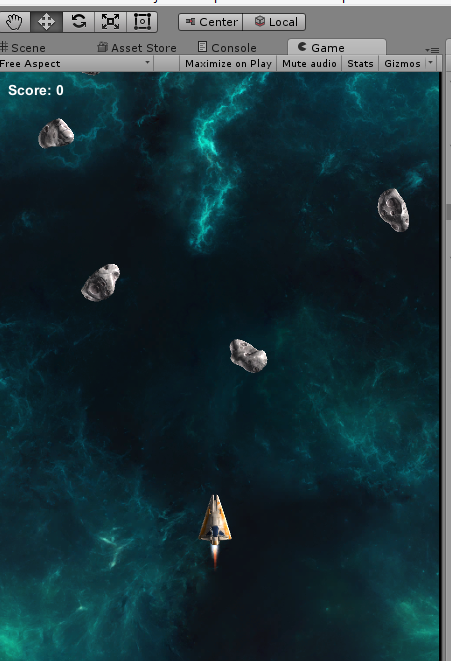 Center Local
Scene Asset Store Console Game
Free Aspect Maximize on Play Mute audio Stats Gizmos
Score: 0